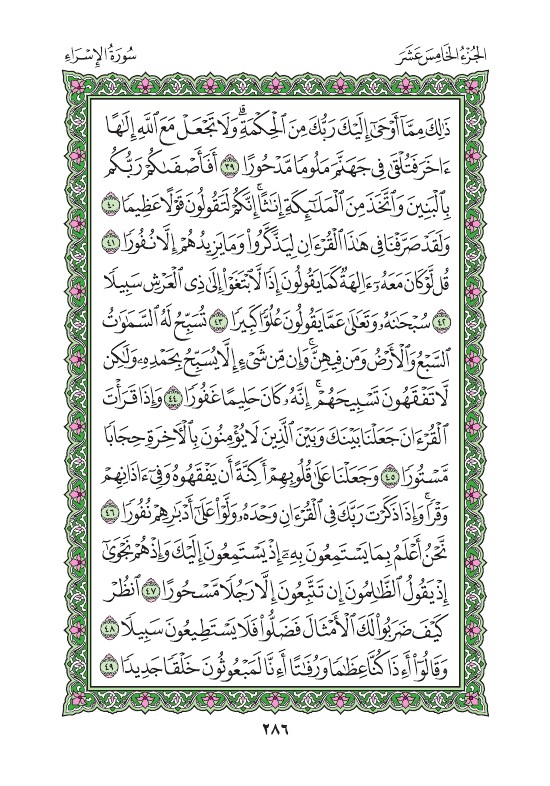 الجُزْءُ الخَامِسَ عَشَرَ
سُورَةُ الإِسْرَاءِ
ذَٰلِكَ مِمَّآ أَوْحَىٰٓ إِلَيْكَ رَبُّكَ مِنَ ٱلْحِكْمَةِۗ وَلَا تَجْعَلْ مَعَ ٱللَّهِ إِلَٰهًا
ءَاخَرَ فَتُلْقَىٰ فِى جَهَنَّمَ مَلُومًا مَّدْحُورًا ٣٩ أَفَأَصْفَىٰكُمْ رَبُّكُم
بِٱلْبَنِينَ وَٱتَّخَذَ مِنَ ٱلْمَلَٰٓئِكَةِ إِنَٰثًاۚ إِنَّكُمْ لَتَقُولُونَ قَوْلًا عَظِيمًا ٤٠
وَلَقَدْ صَرَّفْنَا فِى هَٰذَا ٱلْقُرْءَانِ لِيَذَّكَّرُوا۟ وَمَا يَزِيدُهُمْ إِلَّا نُفُورًا ٤١
قُل لَّوْ كَانَ مَعَهُۥٓ ءَالِهَةٌ كَمَا يَقُولُونَ إِذًا لَّٱبْتَغَوْا۟ إِلَىٰ ذِى ٱلْعَرْشِ سَبِيلًا
٤٢ سُبْحَٰنَهُۥ وَتَعَٰلَىٰ عَمَّا يَقُولُونَ عُلُوًّا كَبِيرًا ٤٣ تُسَبِّحُ لَهُ ٱلسَّمَٰوَٰتُ
ٱلسَّبْعُ وَٱلْأَرْضُ وَمَن فِيهِنَّۚ وَإِن مِّن شَىْءٍ إِلَّا يُسَبِّحُ بِحَمْدِهِۦ وَلَٰكِن
لَّا تَفْقَهُونَ تَسْبِيحَهُمْۚ إِنَّهُۥ كَانَ حَلِيمًا غَفُورًا ٤٤ وَإِذَا قَرَأْتَ
ٱلْقُرْءَانَ جَعَلْنَا بَيْنَكَ وَبَيْنَ ٱلَّذِينَ لَا يُؤْمِنُونَ بِٱلْءَاخِرَةِ حِجَابًا
مَّسْتُورًا ٤٥ وَجَعَلْنَا عَلَىٰ قُلُوبِهِمْ أَكِنَّةً أَن يَفْقَهُوهُ وَفِىٓ ءَاذَانِهِمْ
وَقْرًاۚ وَإِذَا ذَكَرْتَ رَبَّكَ فِى ٱلْقُرْءَانِ وَحْدَهُۥ وَلَّوْا۟ عَلَىٰٓ أَدْبَٰرِهِمْ نُفُورًا ٤٦
نَّحْنُ أَعْلَمُ بِمَا يَسْتَمِعُونَ بِهِۦٓ إِذْ يَسْتَمِعُونَ إِلَيْكَ وَإِذْ هُمْ نَجْوَىٰٓ
إِذْ يَقُولُ ٱلظَّٰلِمُونَ إِن تَتَّبِعُونَ إِلَّا رَجُلًا مَّسْحُورًا ٤٧ ٱنظُرْ
كَيْفَ ضَرَبُوا۟ لَكَ ٱلْأَمْثَالَ فَضَلُّوا۟ فَلَا يَسْتَطِيعُونَ سَبِيلًا ٤٨
وَقَالُوٓا۟ أَءِذَا كُنَّا عِظَٰمًا وَرُفَٰتًا أَءِنَّا لَمَبْعُوثُونَ خَلْقًا جَدِيدًا ٤٩
٢٨٦